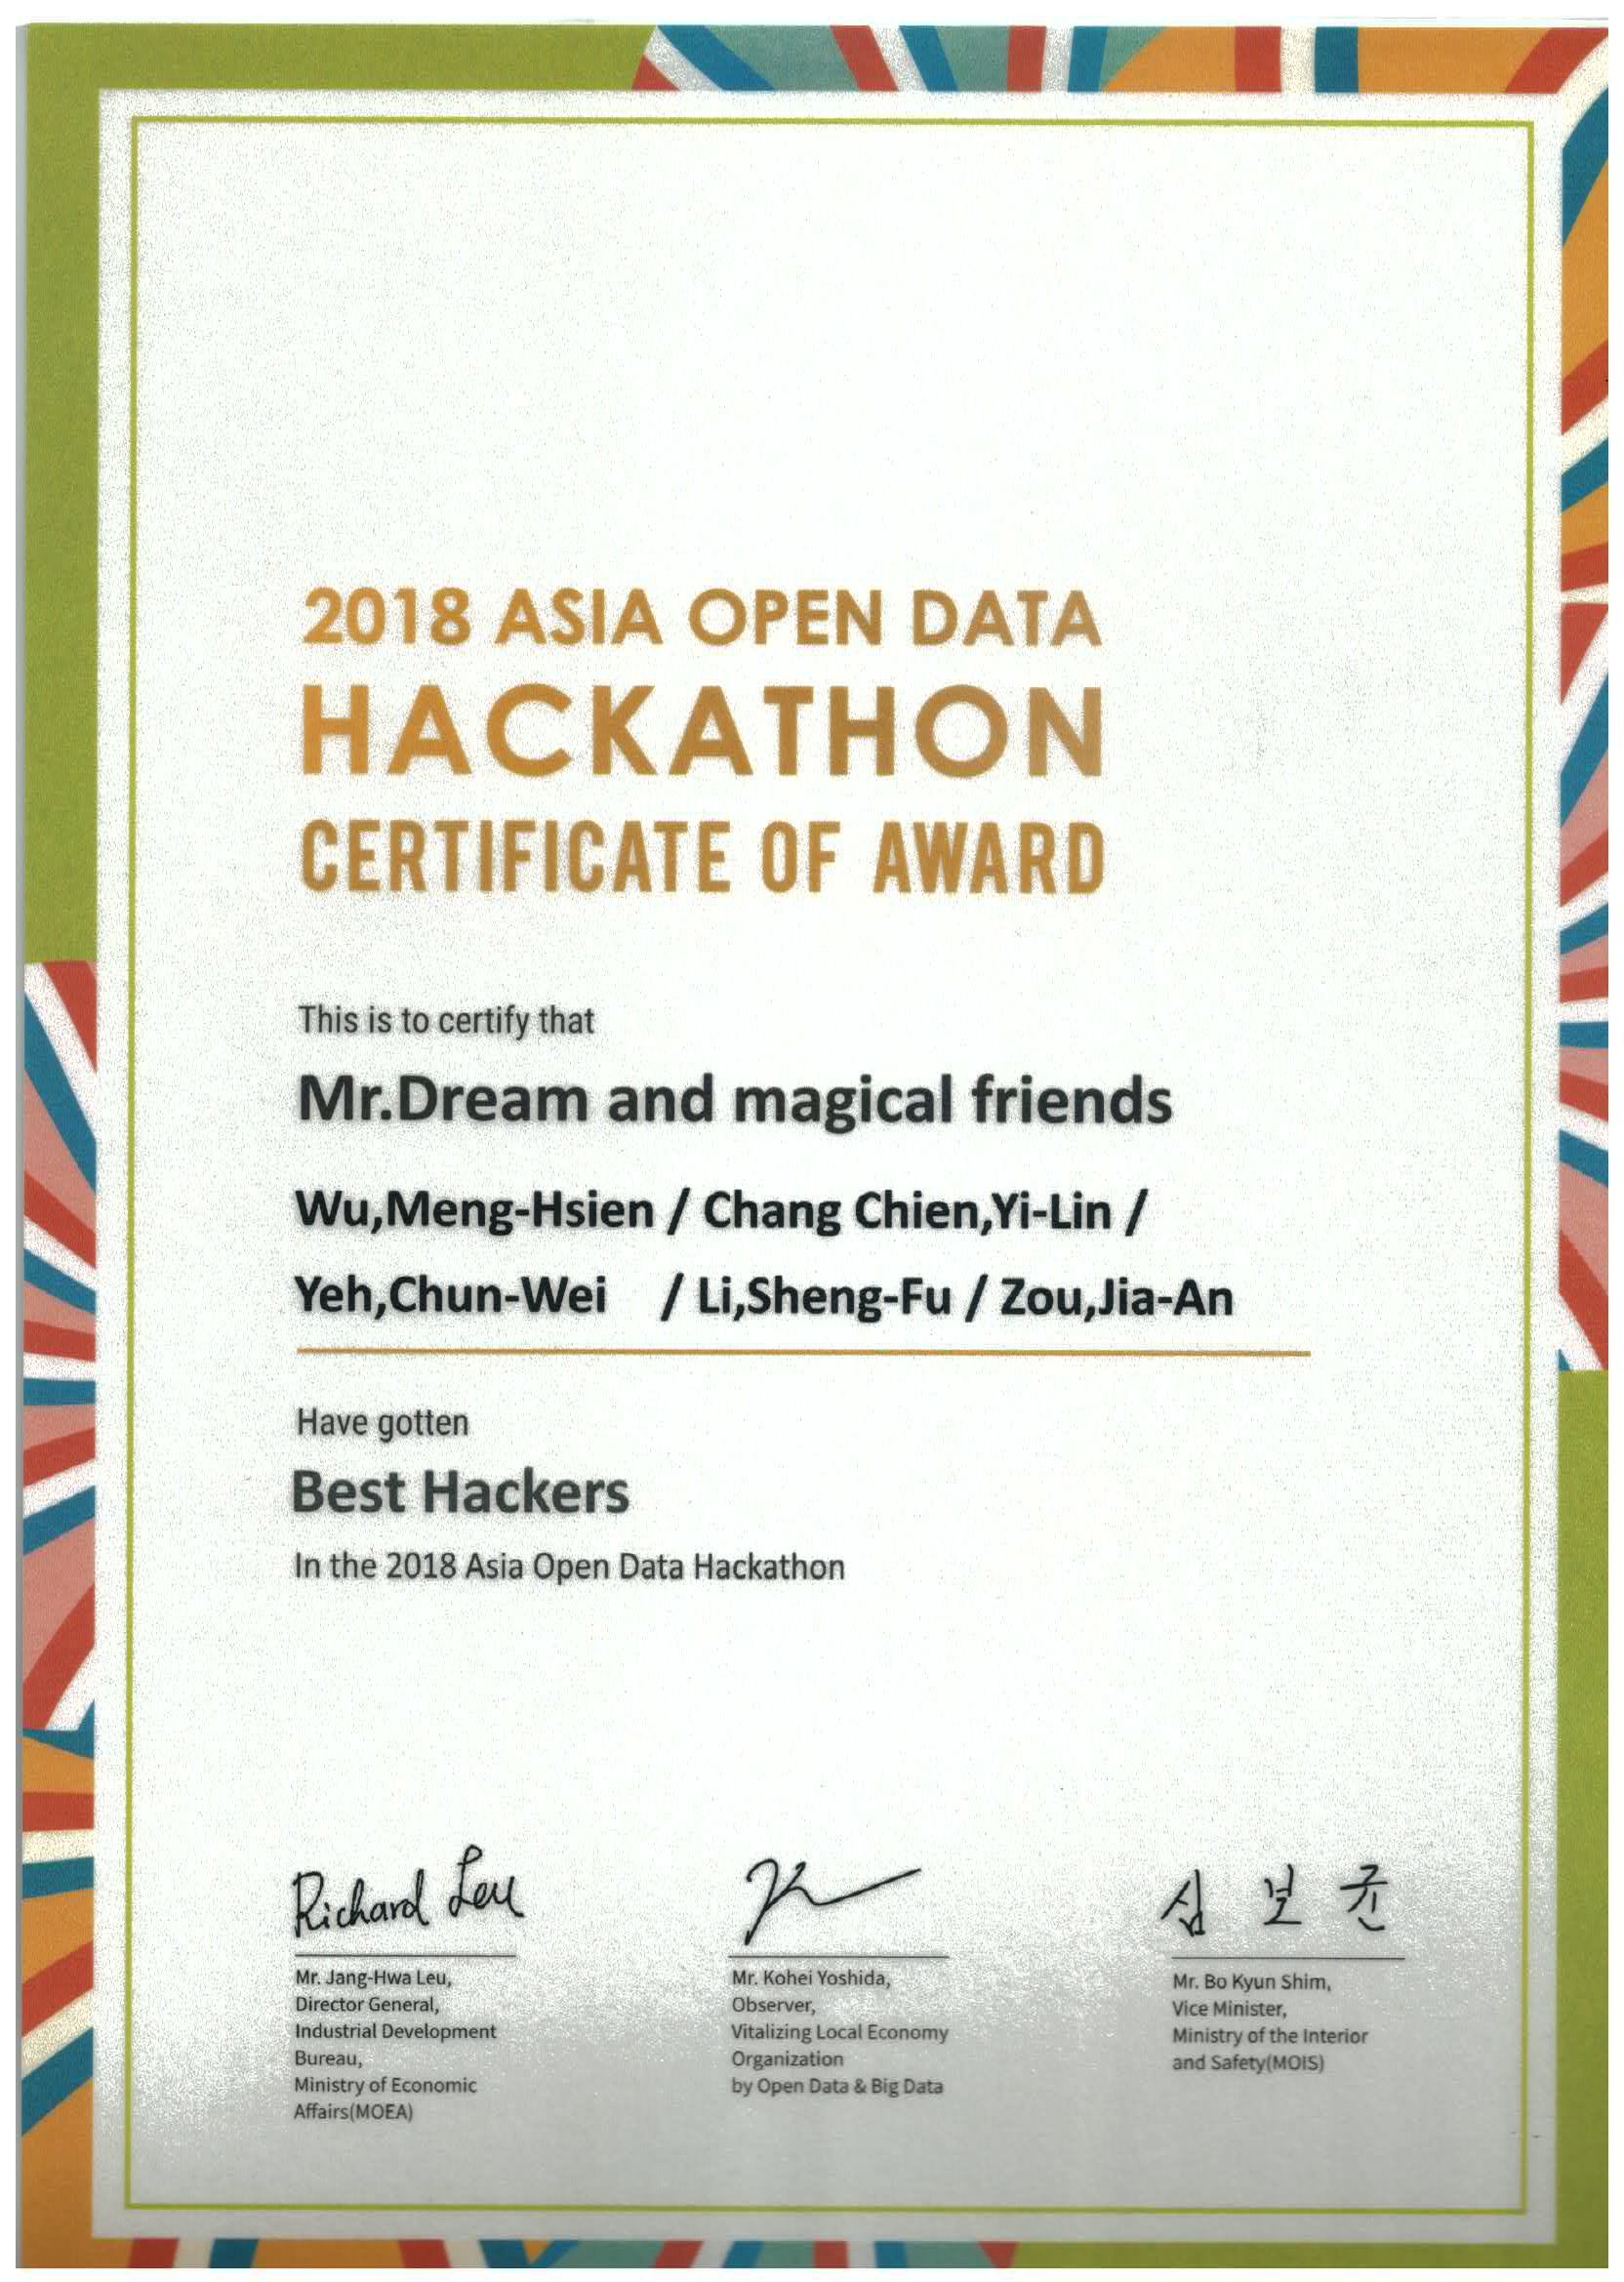 2018 ASIA OPEN DATA
HACKATHON
CERTIFICATE OF AWARD
This is to certify that
Mr.Dream and magical friends
Wu,Meng-Hsien / Chang Chien,Yi-Lin /
Yeh,Chun-Wei / Li,Sheng-Fu / Zou,Jia-An
Have gotten
Best Hackers
In the 2018 Asia Open Data Hackathon
Richard Leu
Mr. Jang-Hwa Leu,
Director General,
Industrial Development
Bureau,
Ministry of Economic
Affairs(MOEA)
Mr. Kohei Yoshida,
Observer,
Vitalizing Local Economy
Organization
by Open Data & Big Data
심 보 균
Mr. Bo Kyun Shim,
Vice Minister,
Ministry of the Interior
and Safety(MOIS)